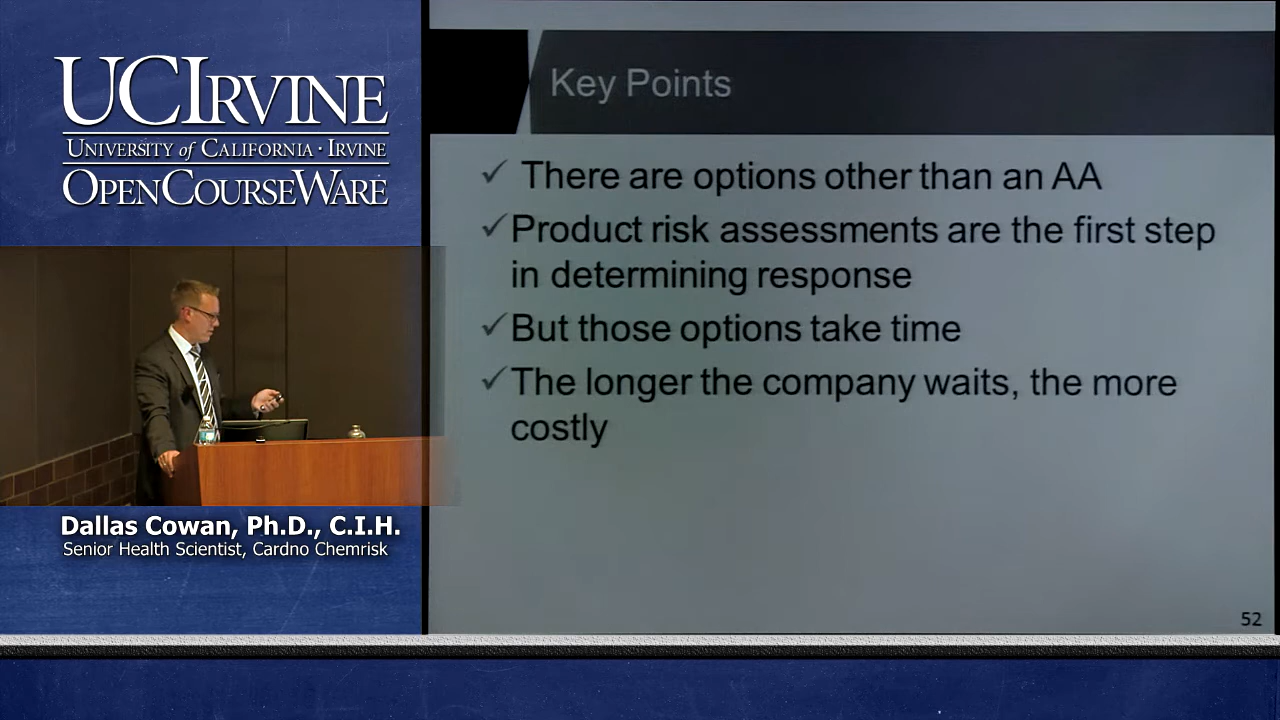 UCIRVINE
UNIVERSITY of CALIFORNIA · IRVINE
OPENCOURSEWARE
Dallas Cowan, Ph.D., C.I.H.
Senior Health Scientist, Cardno Chemrisk
Key Points
✓ There are options other than an AA
✓ Product risk assessments are the first step
in determining response
✓ But those options take time
✓ The longer the company waits, the more
costly
52